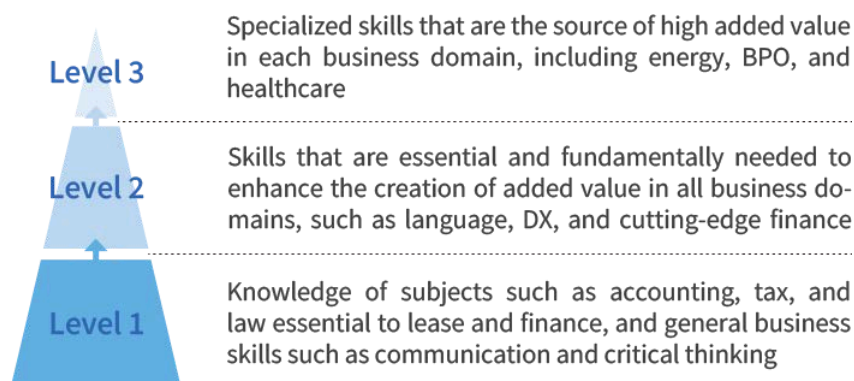 Level 3
Specialized skills that are the source of high added value
in each business domain, including energy, BPO, and
healthcare
Level 2
Skills that are essential and fundamentally needed to
enhance the creation of added value in all business do-
mains, such as language, DX, and cutting-edge finance
Level 1
Knowledge of subjects such as accounting, tax, and
law essential to lease and finance, and general business
skills such as communication and critical thinking